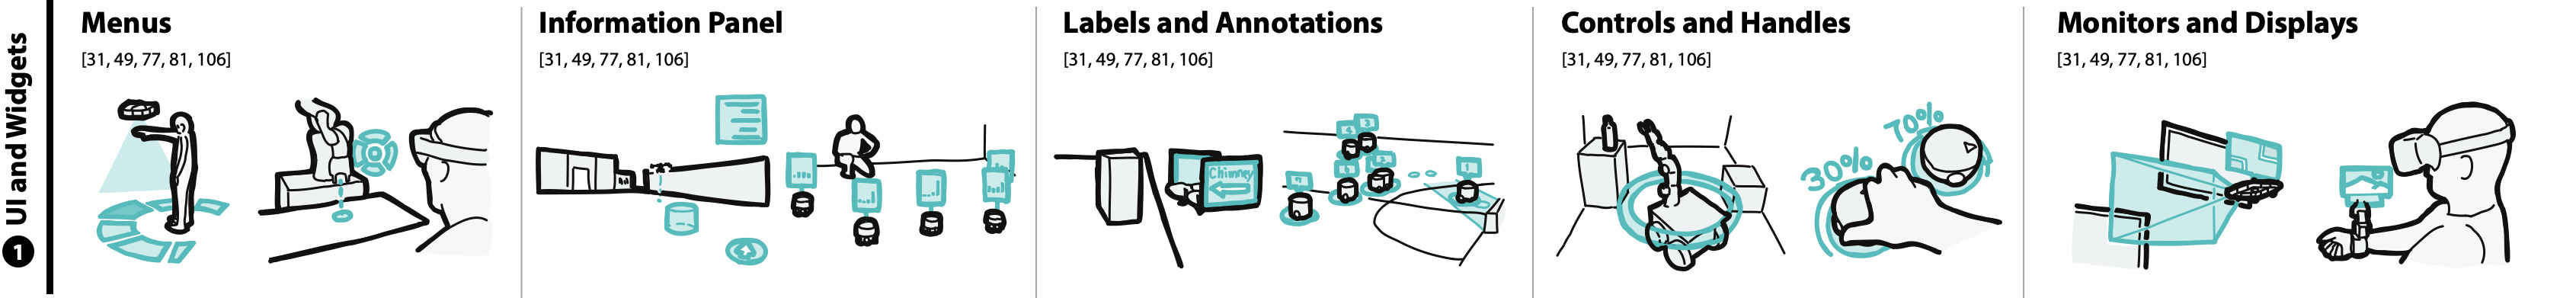 1 UI and Widgets
Menus
[31, 49, 77, 81, 106]
Information Panel
[31, 49, 77, 81, 106]
Labels and Annotations
[31, 49, 77, 81, 106]
Chimney
Controls and Handles
[31, 49, 77, 81, 106]
30%
70%
Monitors and Displays
[31, 49, 77, 81, 106]